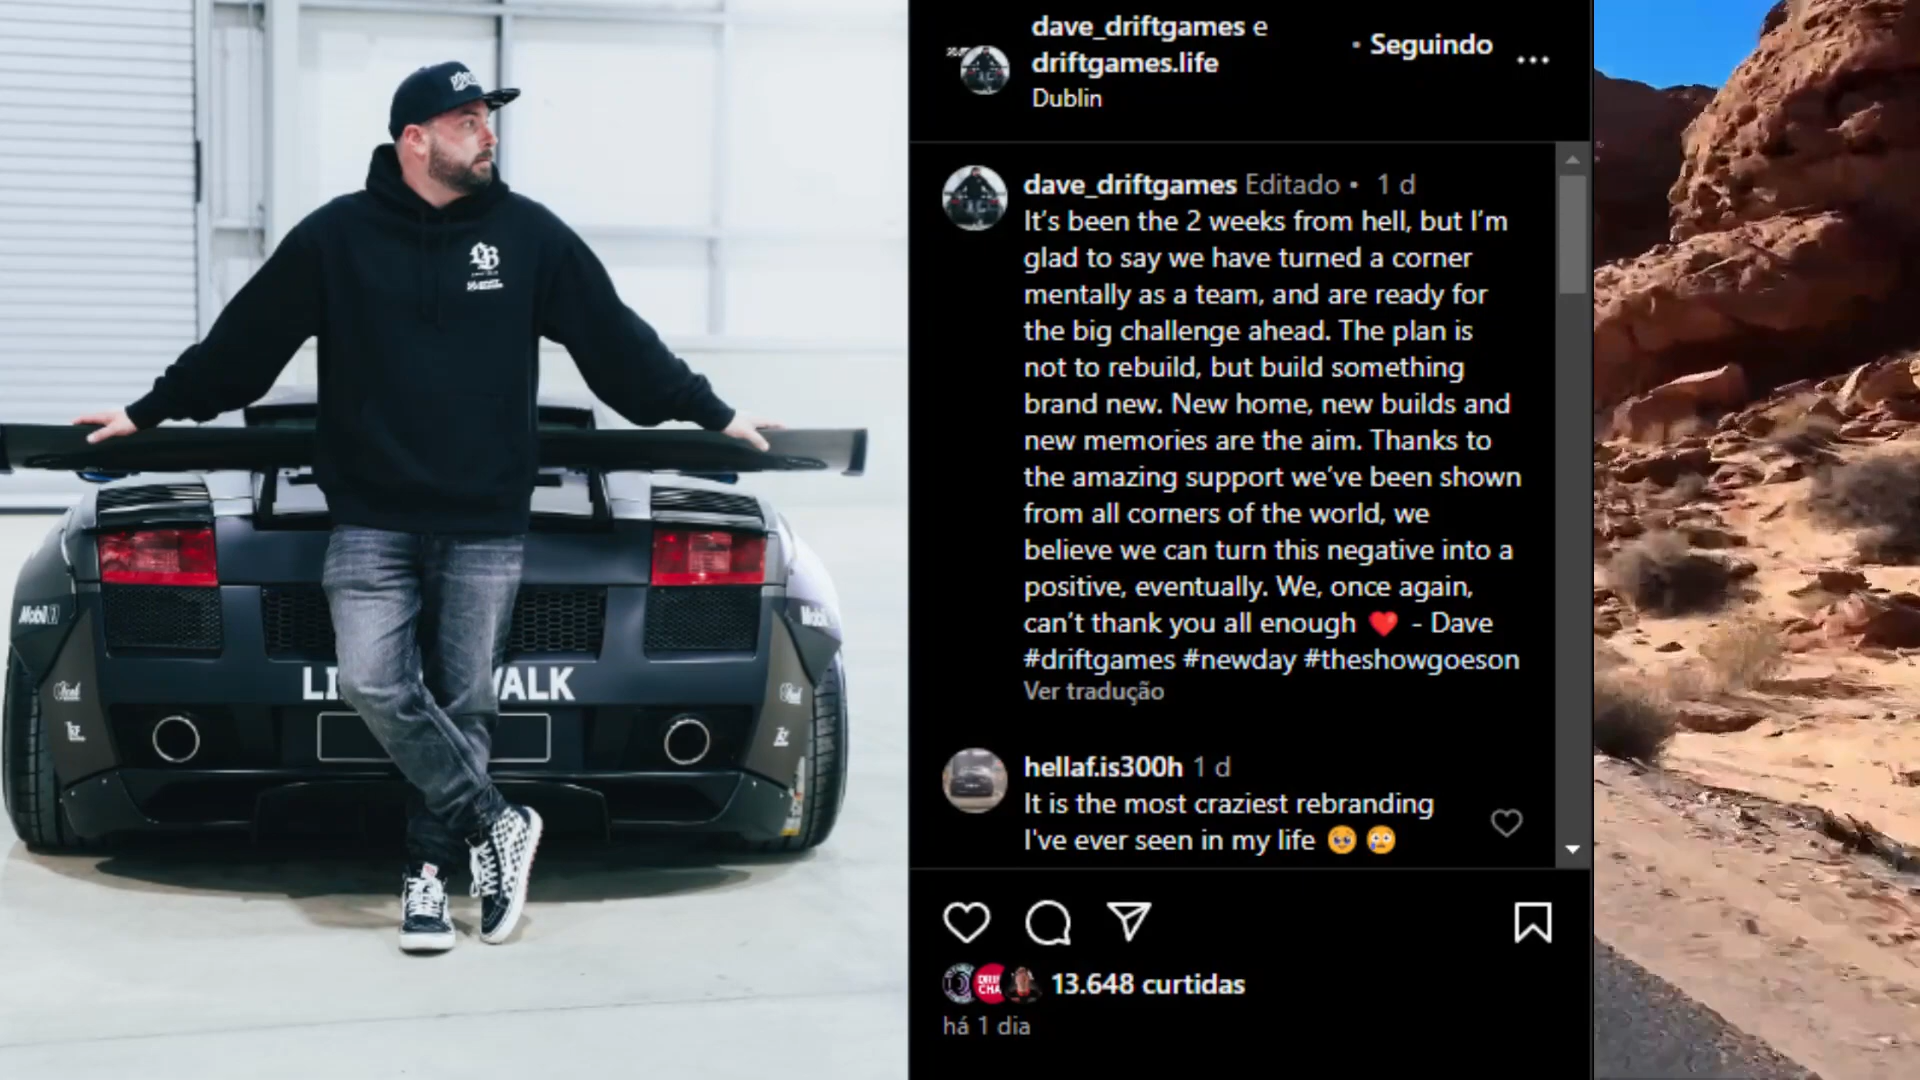 dave_driftgames e
driftgames.life
Dublin
• Seguindo
dave_driftgames Editado • 1 d
It’s been the 2 weeks from hell, but I’m
glad to say we have turned a corner
mentally as a team, and are ready for
the big challenge ahead. The plan is
not to rebuild, but build something
brand new. New home, new builds and
new memories are the aim. Thanks to
the amazing support we’ve been shown
from all corners of the world, we
believe we can turn this negative into a
positive, eventually. We, once again,
can’t thank you all enough ❤️ - Dave
#driftgames #newday #theshowgoeson
Ver tradução
hellaf.is300h 1 d
It is the most craziest rebranding
I've ever seen in my life 🥹 😢
13.648 curtidas
há 1 dia
LB
Mobil 1
Mobil
LI WALK